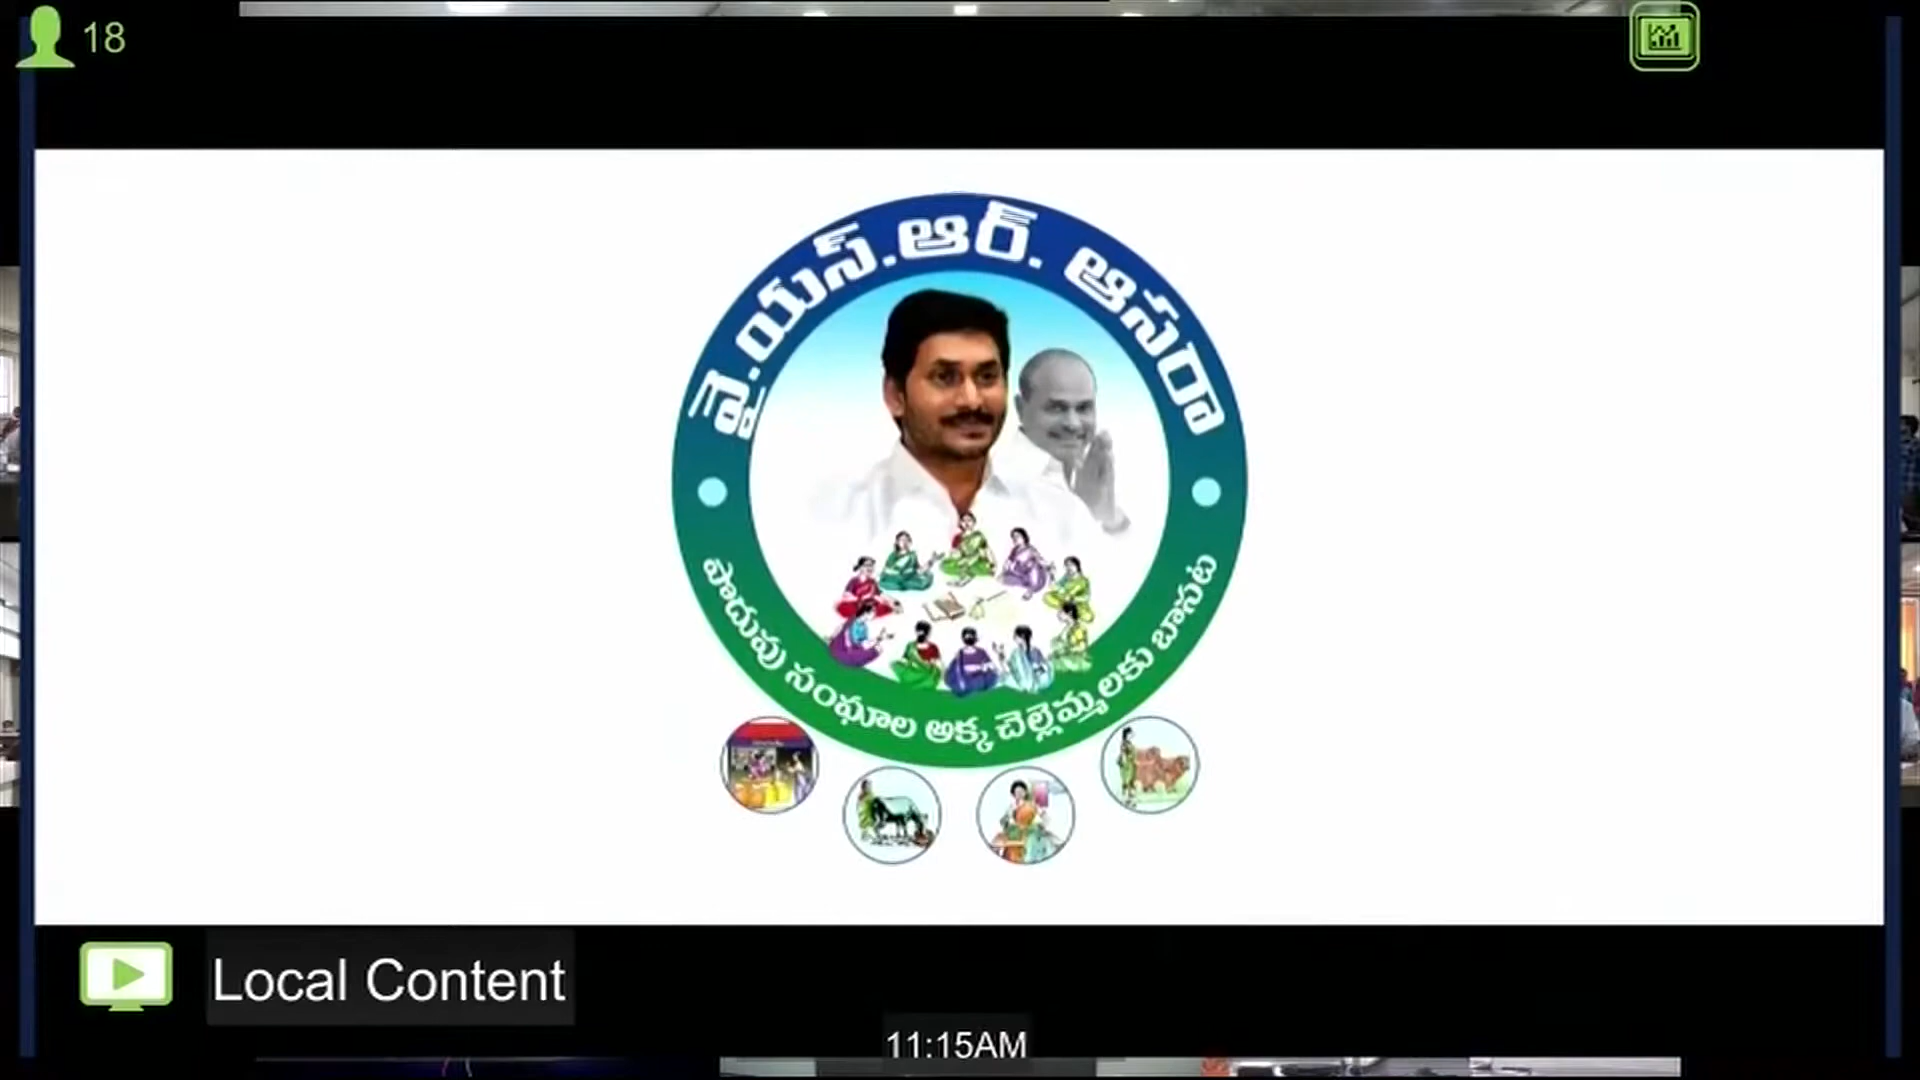 18
వై.యస్.ఆర్. ఆసరా
పొదుపు సంఘాల అక్క చెల్లెమ్మలకు బాసట
Local Content
11:15AM